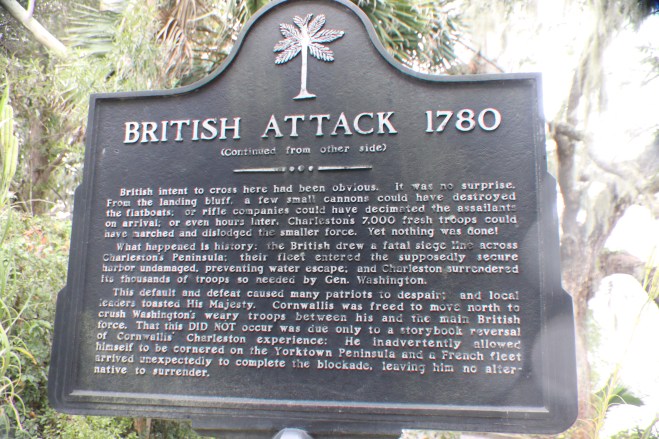 BRITISH ATTACK 1780
(Continued from other side)
British intent to cross here had been obvious. It was no surprise.
From the landing bluff, a few small cannons could have destroyed
the flatboats; or rifle companies could have decimated the assailants
on arrival; or even hours later, Charleston's 7,000 fresh troops could
have marched and dislodged the smaller force. Yet nothing was done!
What happened is history: the British drew a fatal siege line across
Charleston's Peninsula; their fleet entered the supposedly secure
harbor undamaged, preventing water escape; and Charleston surrendered
its thousands of troops so needed by Gen. Washington.
This default and defeat caused many patriots to despair; and local
leaders toasted His Majesty. Cornwallis was freed to move north to
crush Washington's weary troops between his and the main British
force. That this DID NOT occur was due only to a storybook reversal
of Cornwallis' Charleston experience: He inadvertently allowed
himself to be cornered on the Yorktown Peninsula and a French fleet
arrived unexpectedly to complete the blockade, leaving him no alter-
native to surrender.